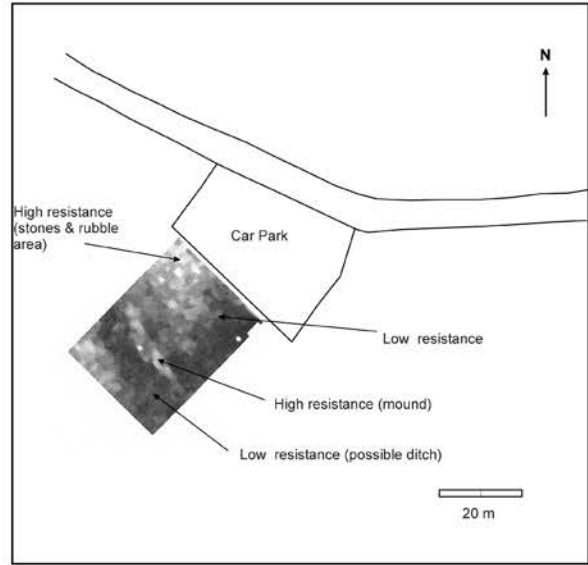 N
High resistance
(stones & rubble
area)
Car Park
Low resistance
High resistance (mound)
Low resistance (possible ditch)
20 m